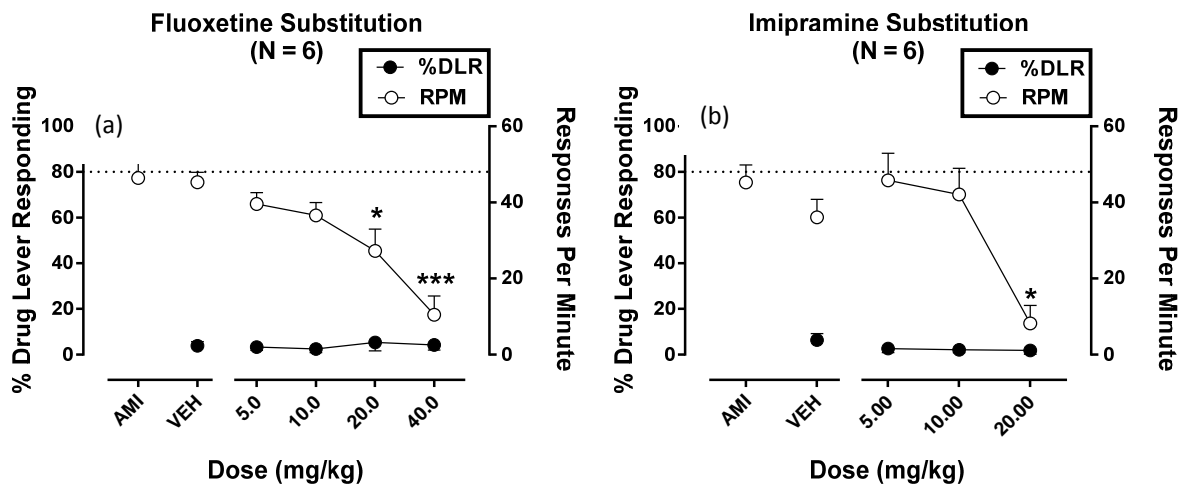 Fluoxetine Substitution
(N = 6)
%DLR
RPM
(a)
% Drug Lever Responding
100
80
60
40
20
0
Responses Per Minute
60
40
20
0
*
***
AMI
VEH
5.0
10.0
20.0
40.0
Dose (mg/kg)
Imipramine Substitution
(N = 6)
%DLR
RPM
(b)
% Drug Lever Responding
100
80
60
40
20
0
Responses Per Minute
60
40
20
0
*
AMI
VEH
5.00
10.00
20.00
Dose (mg/kg)